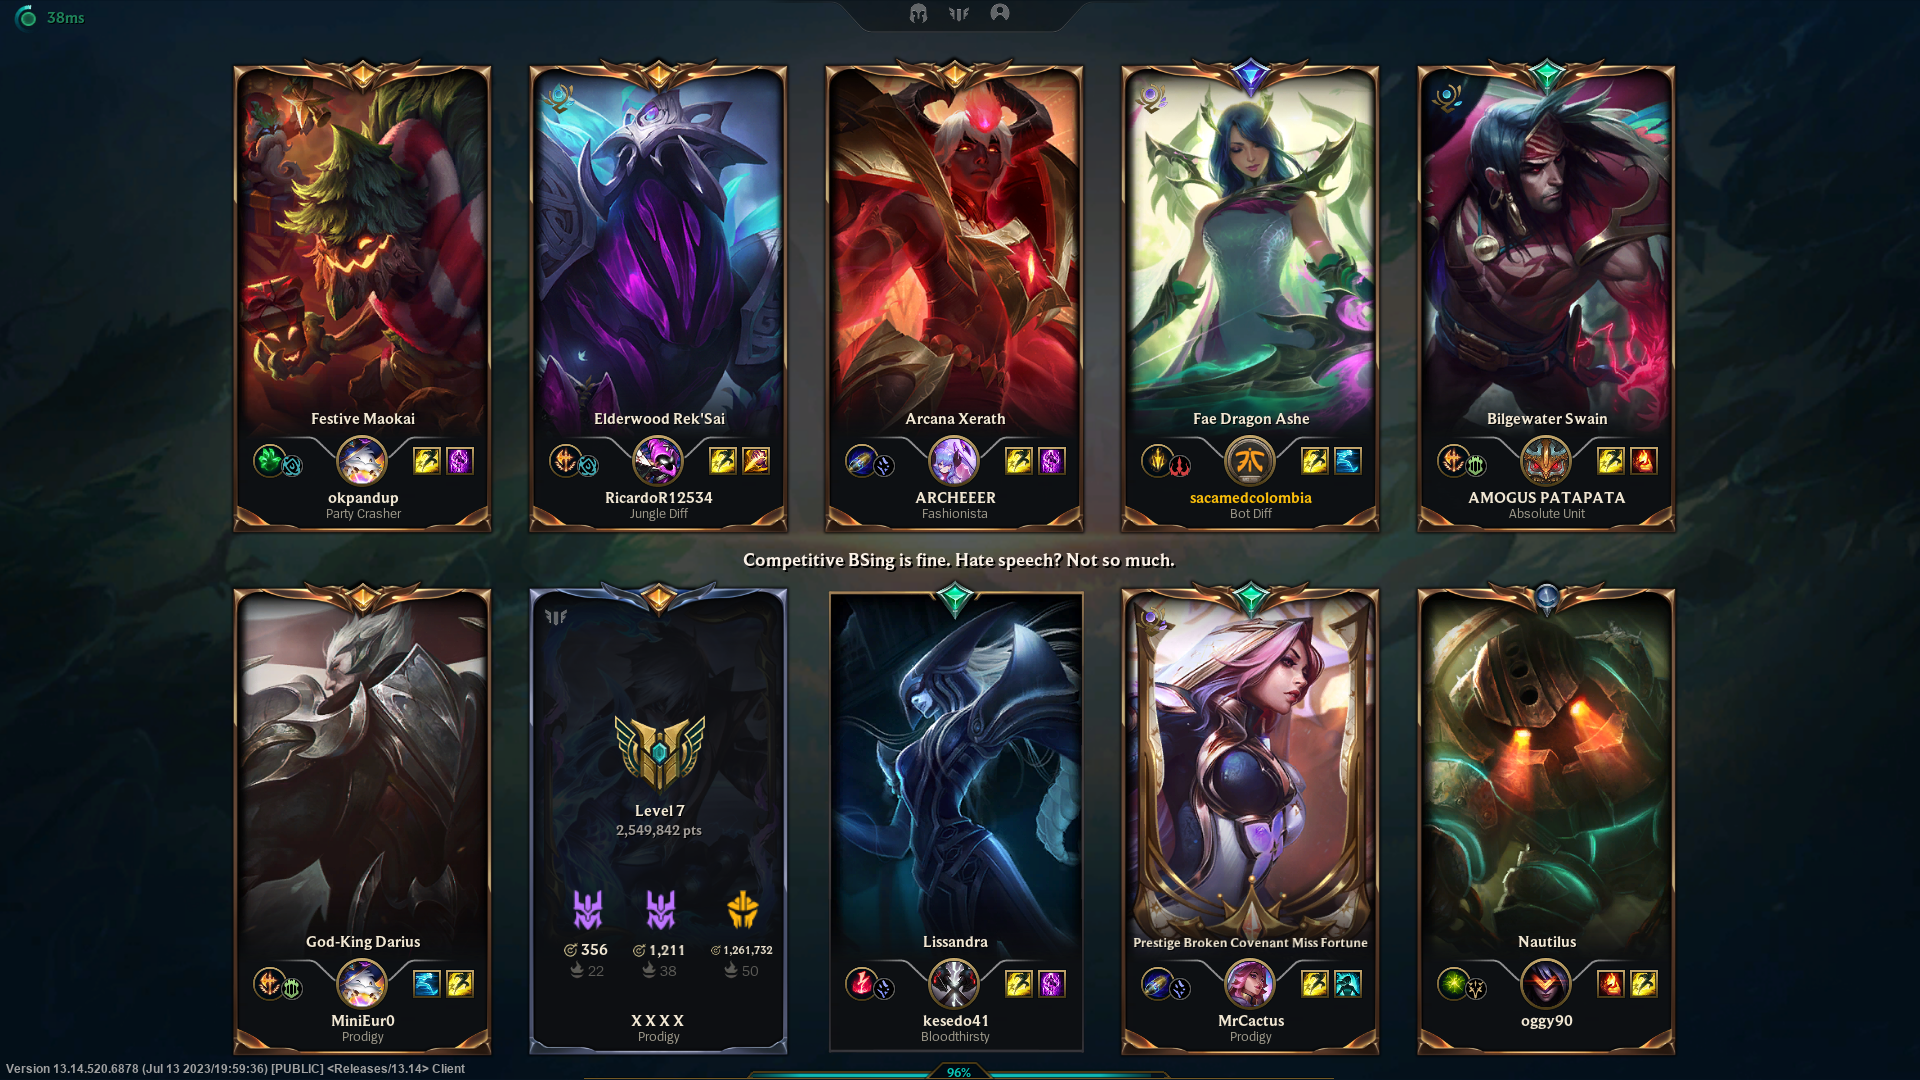 38ms
Festive Maokai
okpandup
Party Crasher
Elderwood Rek'Sai
RicardoR12534
Jungle Diff
Arcana Xerath
ARCHEEER
Fashionista
Fae Dragon Ashe
sacamedcolombia
Bot Diff
Bilgewater Swain
AMOGUS PATAPATA
Absolute Unit
Competitive BSing is fine. Hate speech? Not so much.
God-King Darius
MiniEur0
Prodigy
Level 7
2,549,842 pts
356 1,211 1,261,732
22 38 50
X X X X
Prodigy
Lissandra
kesedo41
Bloodthirsty
Prestige Broken Covenant Miss Fortune
MrCactus
Prodigy
Nautilus
oggy90
Version 13.14.520.6878 (Jul 13 2023/19:59:36) [PUBLIC] <Releases/13.14> Client
96%